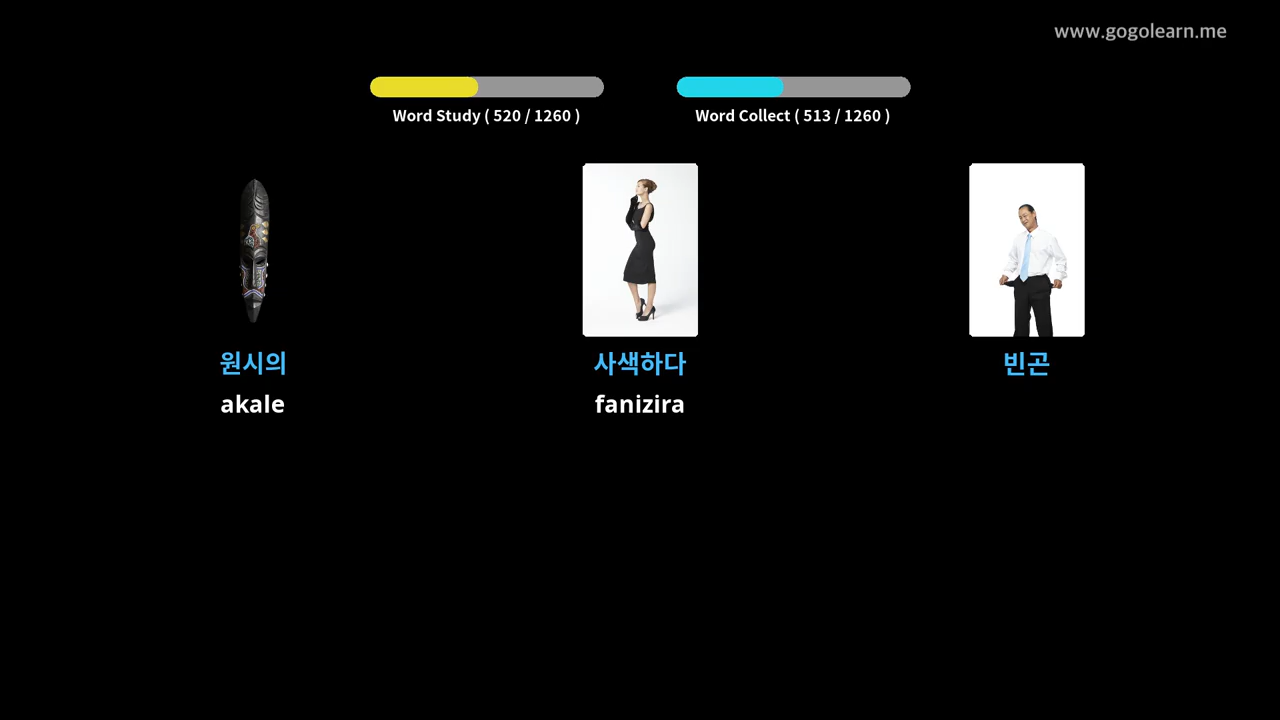 www.gogolearn.me
Word Study ( 520 / 1260 )
Word Collect ( 513 / 1260 )
원시의
사색하다
빈곤
akale
fanizira